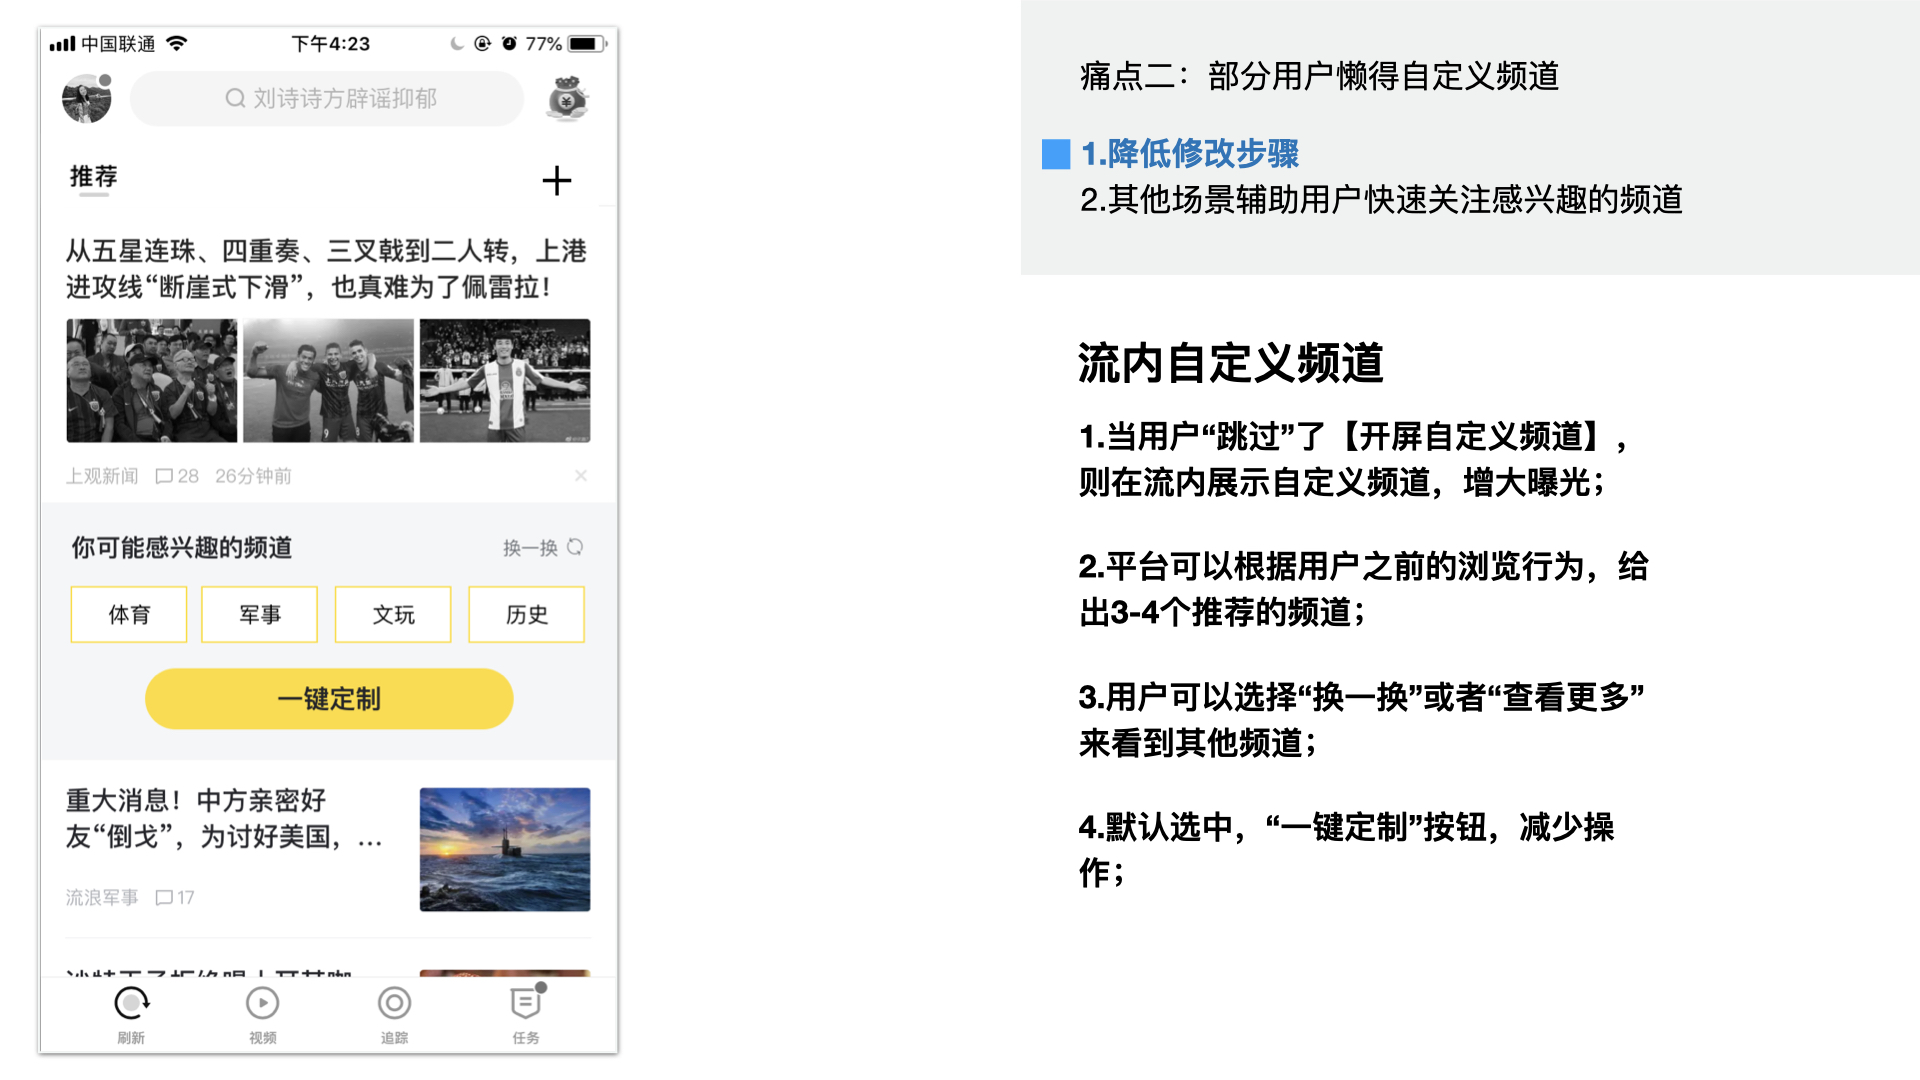 中国联通
下午4:23
77%
刘诗诗方辟谣抑郁
推荐
从五星连珠、四重奏、三叉戟到二人转，上港
进攻线“断崖式下滑”，也真难为了佩雷拉！
上观新闻 28 26分钟前
你可能感兴趣的频道
换一换
体育
军事
文玩
历史
一键定制
重大消息！中方亲密好
友“倒戈”，为讨好美国，...
流浪军事 17
刷新
视频
追踪
任务
痛点二：部分用户懒得自定义频道
1.降低修改步骤
2.其他场景辅助用户快速关注感兴趣的频道
流内自定义频道
1.当用户“跳过”了【开屏自定义频道】，
则在流内展示自定义频道，增大曝光；
2.平台可以根据用户之前的浏览行为，给
出3-4个推荐的频道；
3.用户可以选择“换一换”或者“查看更多”
来看到其他频道；
4.默认选中，“一键定制”按钮，减少操
作；